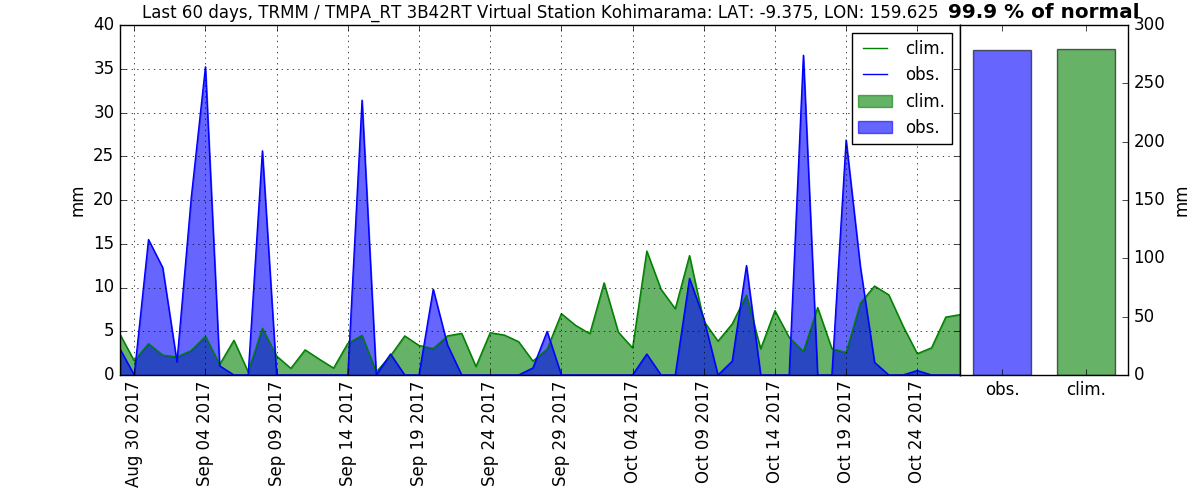 Last 60 days, TRMM / TMPA_RT 3B42RT Virtual Station Kohimarama: LAT: -9.375, LON: 159.625 99.9 % of normal
40
35
30
25
20
15
10
5
0
mm
clim.
obs.
clim.
obs.
300
250
200
150
100
50
0
mm
obs. clim.
Aug 30 2017
Sep 04 2017
Sep 09 2017
Sep 14 2017
Sep 19 2017
Sep 24 2017
Sep 29 2017
Oct 04 2017
Oct 09 2017
Oct 14 2017
Oct 19 2017
Oct 24 2017